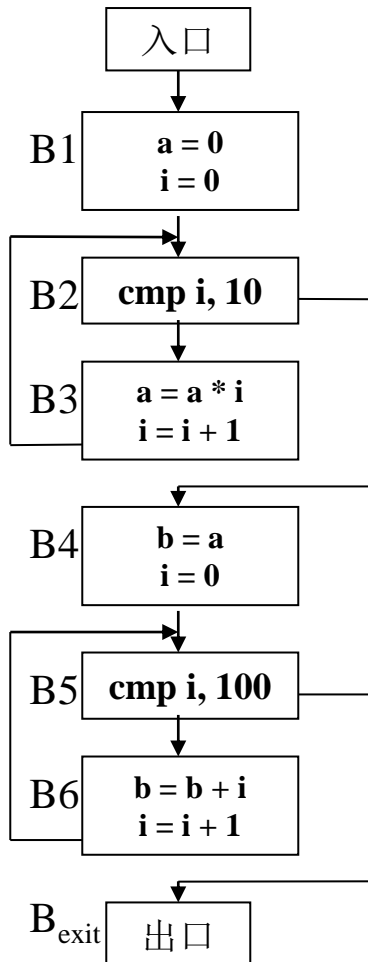 入口
B1
a = 0
i = 0
B2
cmp i, 10
B3
a = a * i
i = i + 1
B4
b = a
i = 0
B5
cmp i, 100
B6
b = b + i
i = i + 1
Bexit
出口